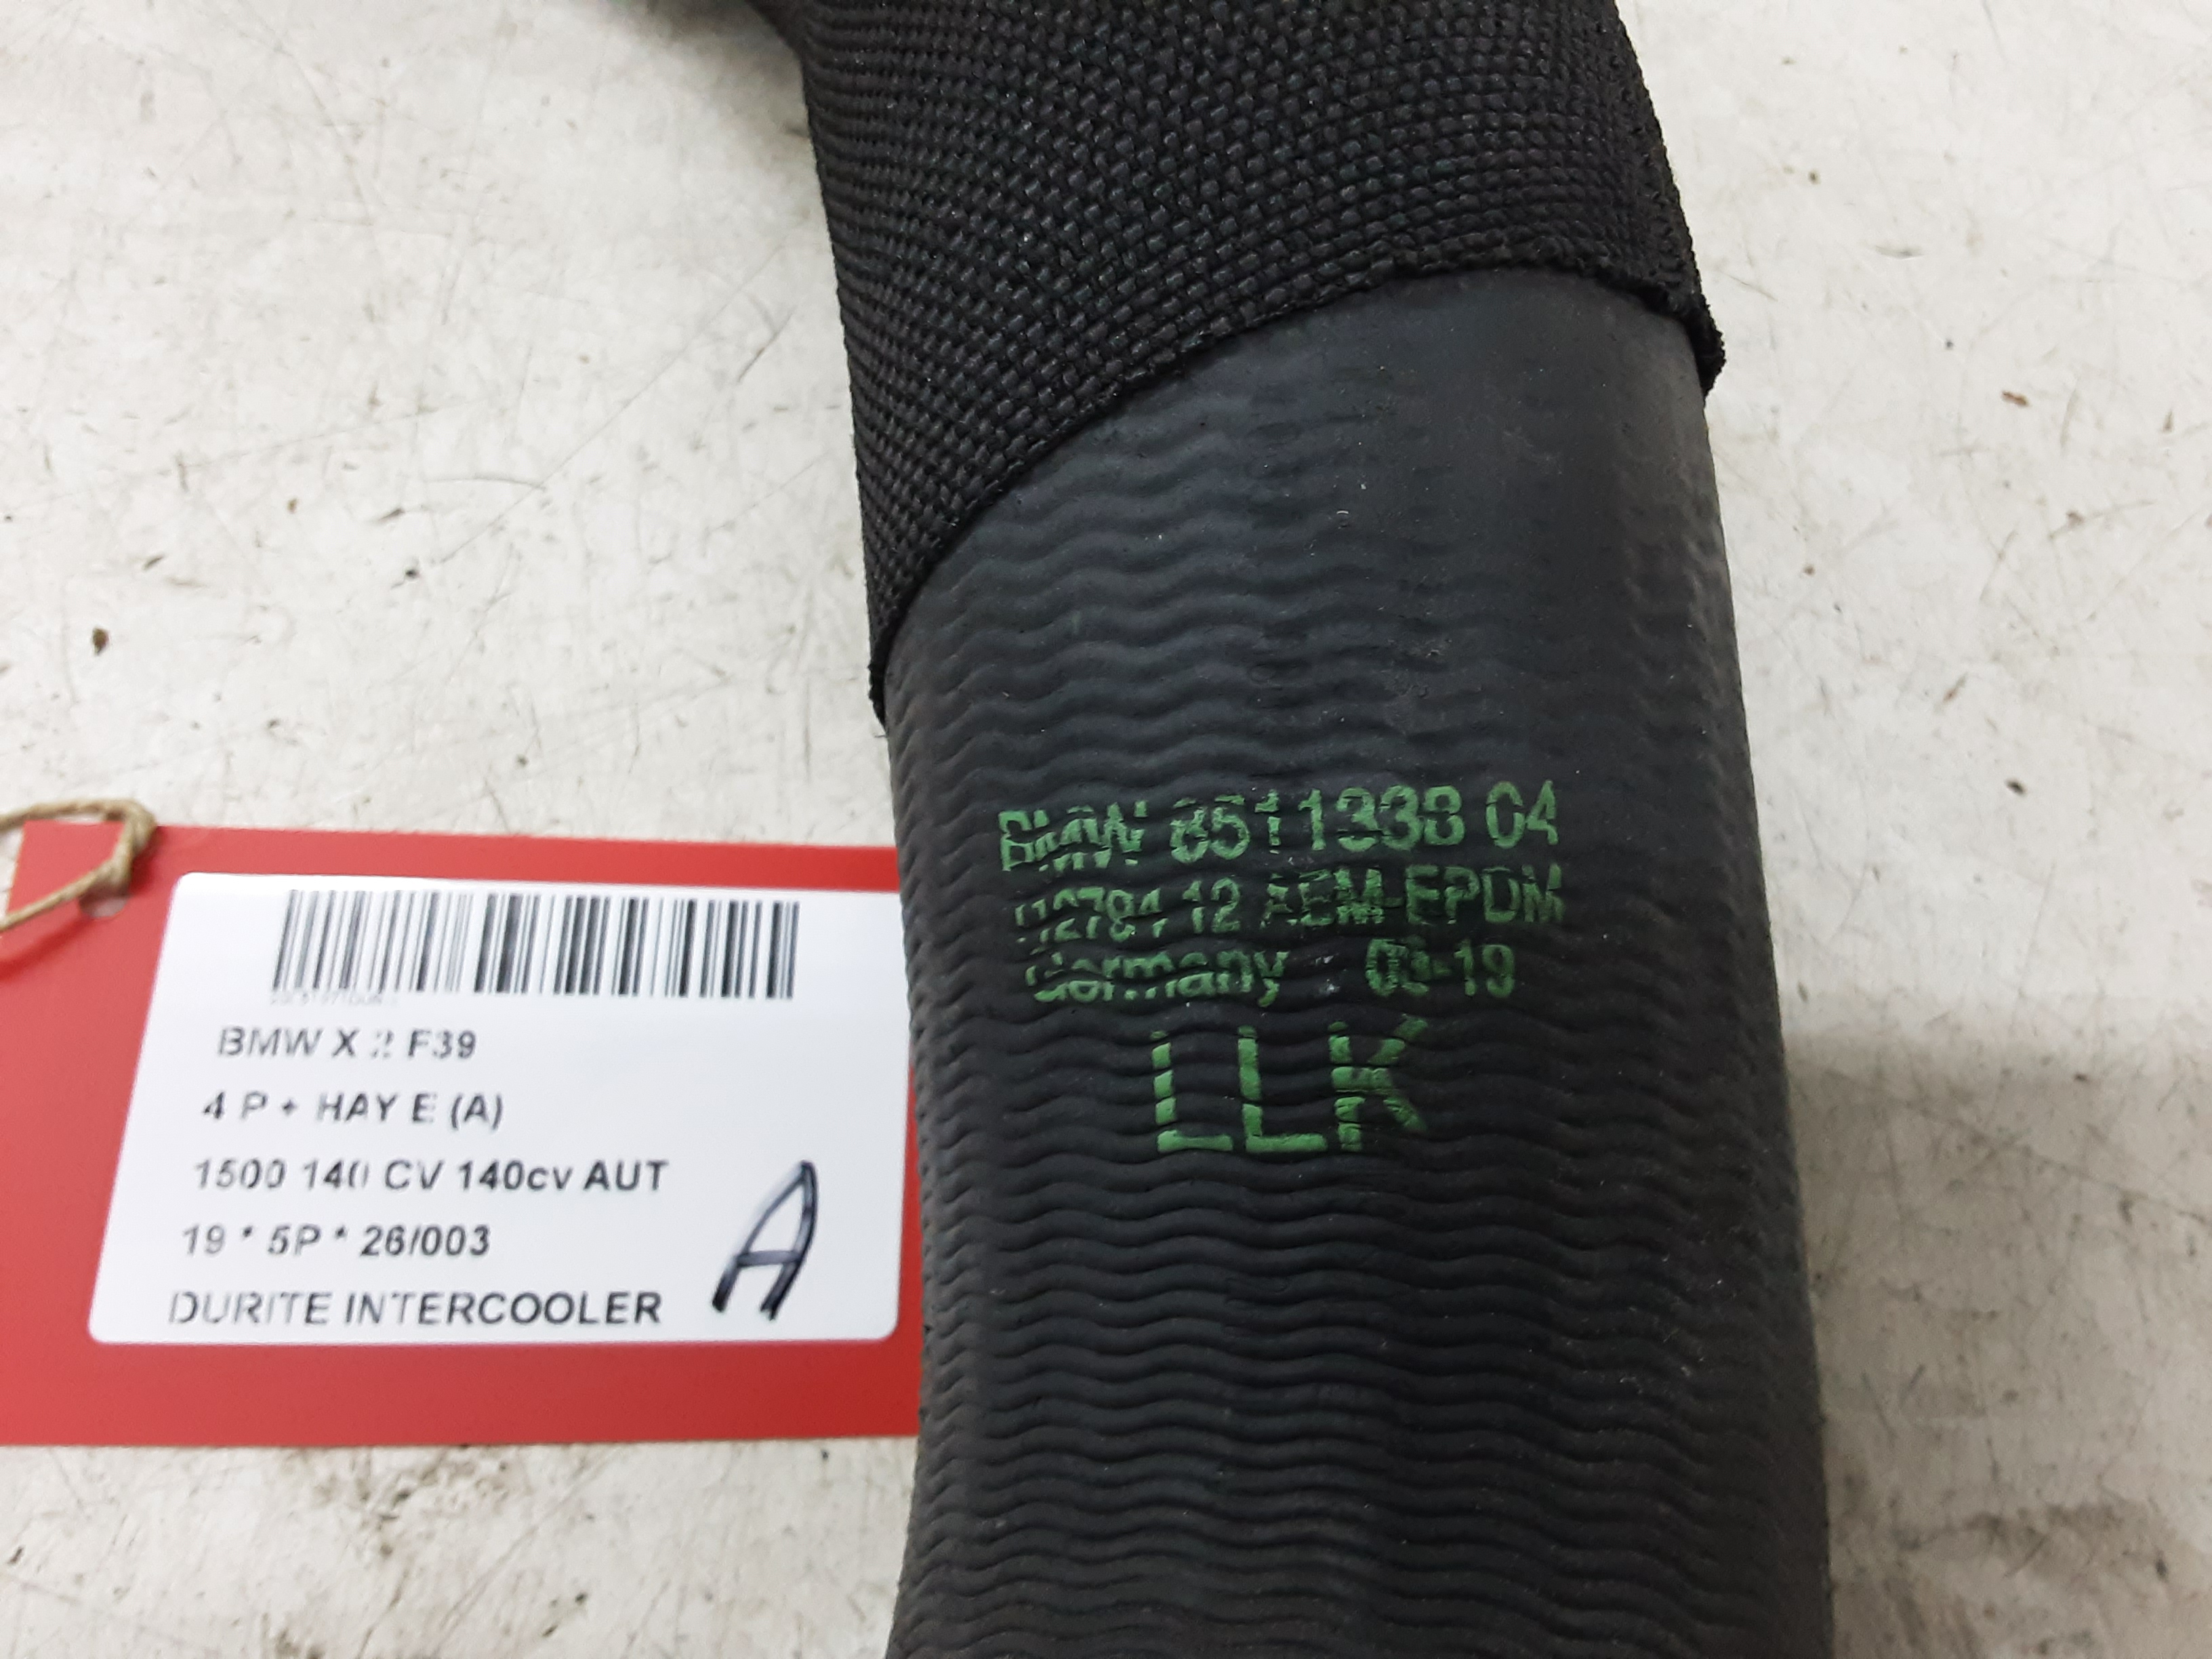 BMW X 2 F39
4 P + HAY E (A)
1500 140 CV 140cv AUT
19 * 5P * 26/003
DURITE INTERCOOLER
A
BMW 8511338 04
12 AEM-EPDM
Germany
LLK